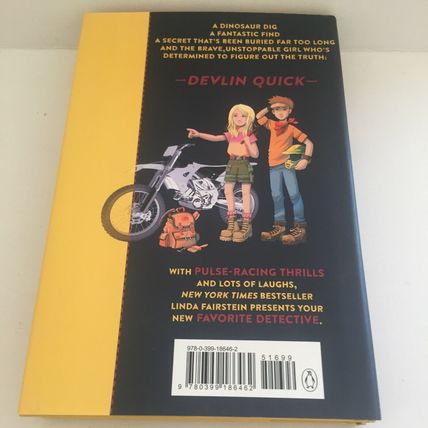 A DINOSAUR DIG
A FANTASTIC FIND
A SECRET THAT'S BEEN BURIED FAR TOO LONG
AND THE BRAVE, UNSTOPPABLE GIRL WHO'S
DETERMINED TO FIGURE OUT THE TRUTH:
—DEVLIN QUICK—
WITH PULSE-RACING THRILLS
AND LOTS OF LAUGHS,
NEW YORK TIMES BESTSELLER
LINDA FAIRSTEIN PRESENTS YOUR
NEW FAVORITE DETECTIVE.
978-0-399-18646-2
51699
9 780399 186462